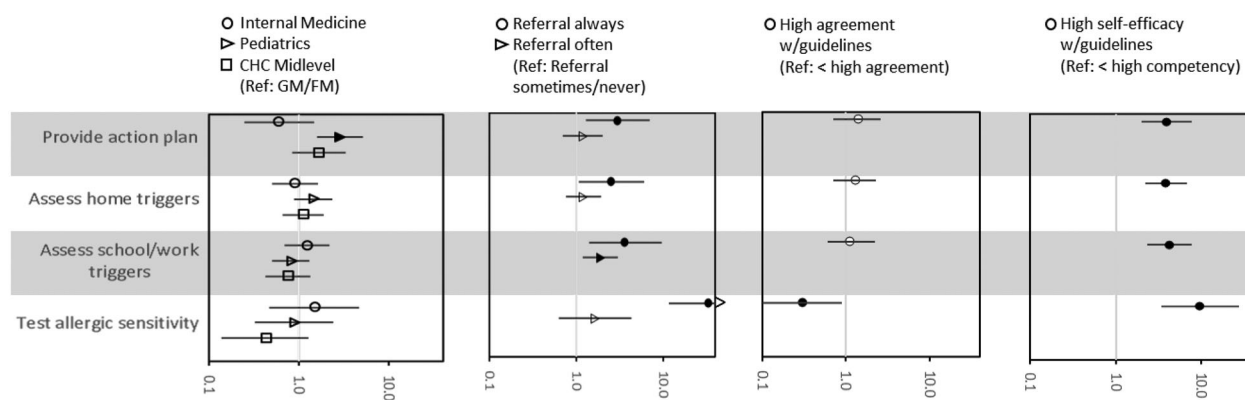 Internal Medicine
Pediatrics
CHC Midlevel
(Ref: GM/FM)
Referral always
Referral often
(Ref: Referral
sometimes/never)
High agreement
w/guidelines
(Ref: < high agreement)
High self-efficacy
w/guidelines
(Ref: < high competency)
Provide action plan
Assess home triggers
Assess school/work
triggers
Test allergic sensitivity
0.1
1.0
10.0
0.1
1.0
10.0
0.1
1.0
10.0
0.1
1.0
10.0